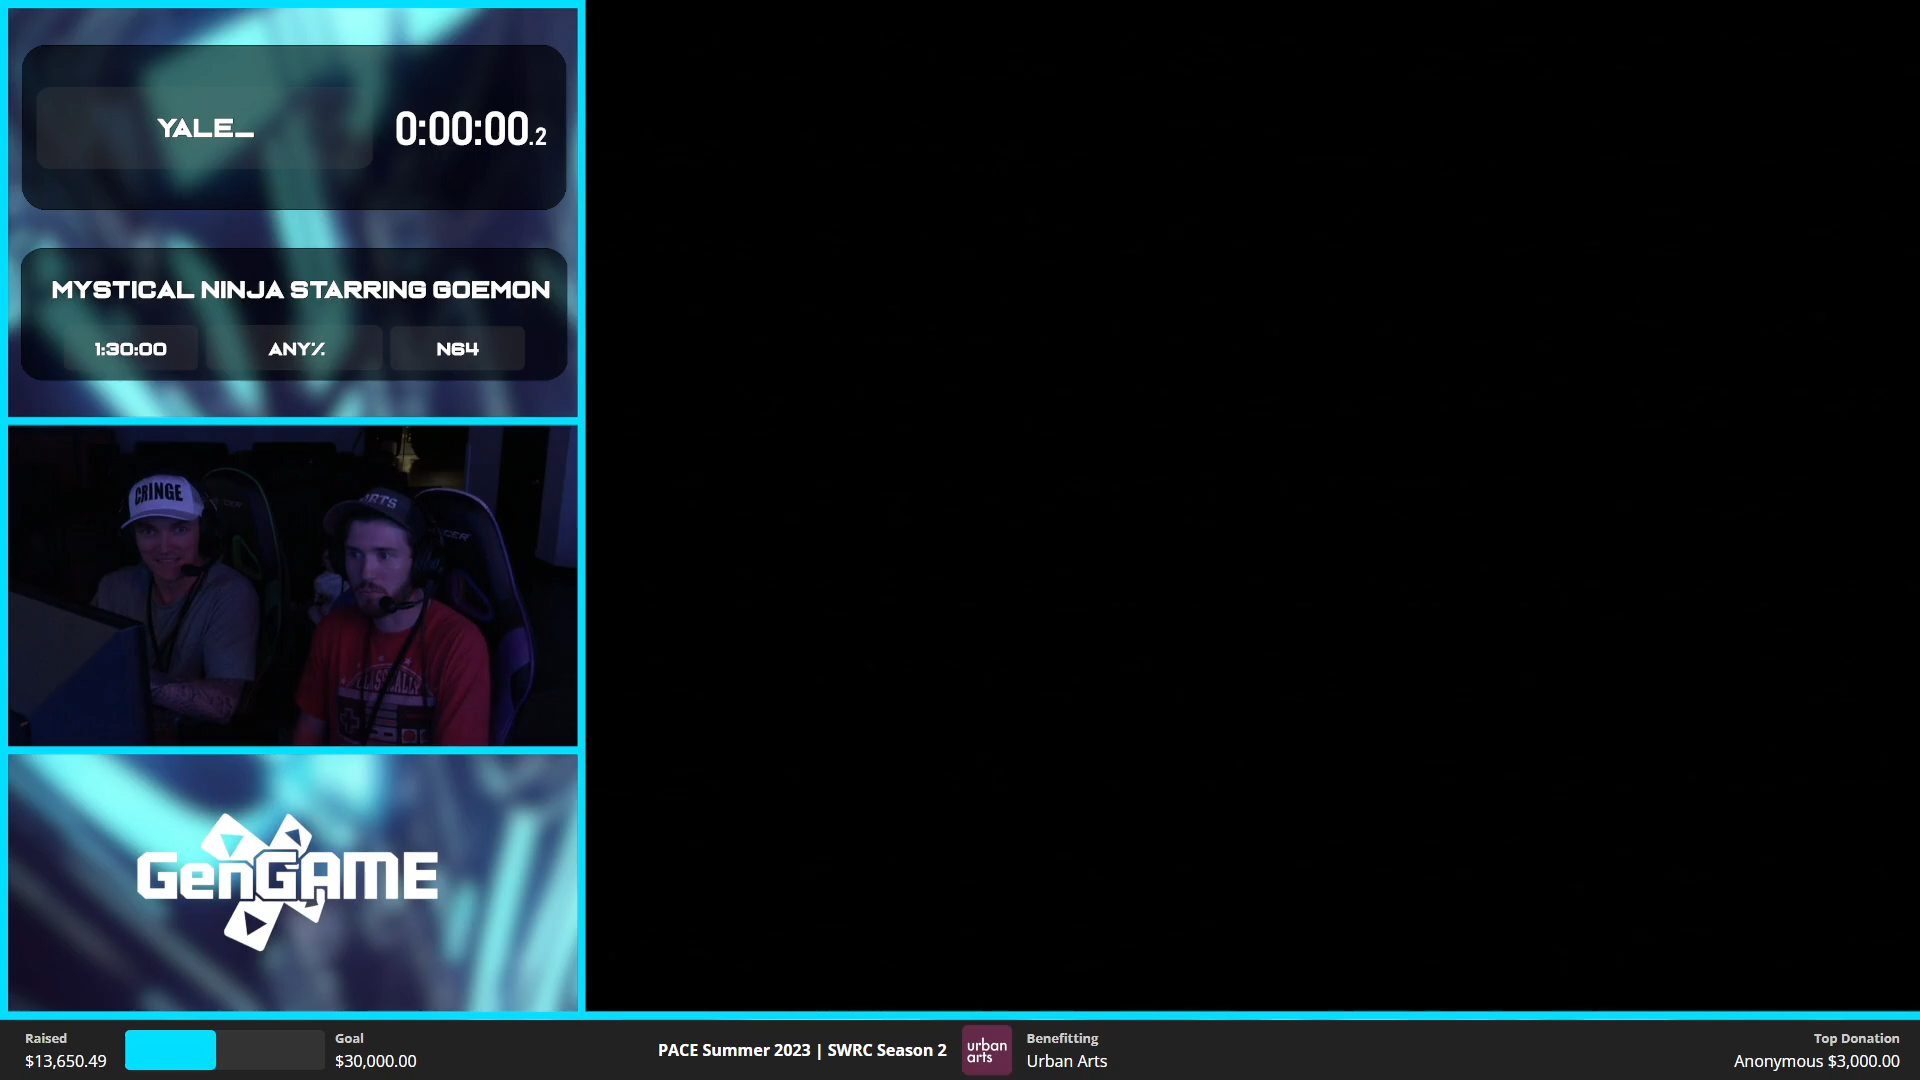 YALE_
0:00:00.2
MYSTICAL NINJA STARRING GOEMON
1:30:00
ANY%
N64
CRINGE
GenGAME
Raised
$13,650.49
Goal
$30,000.00
PACE Summer 2023 | SWRC Season 2
urban
arts
Benefitting
Urban Arts
Top Donation
Anonymous $3,000.00